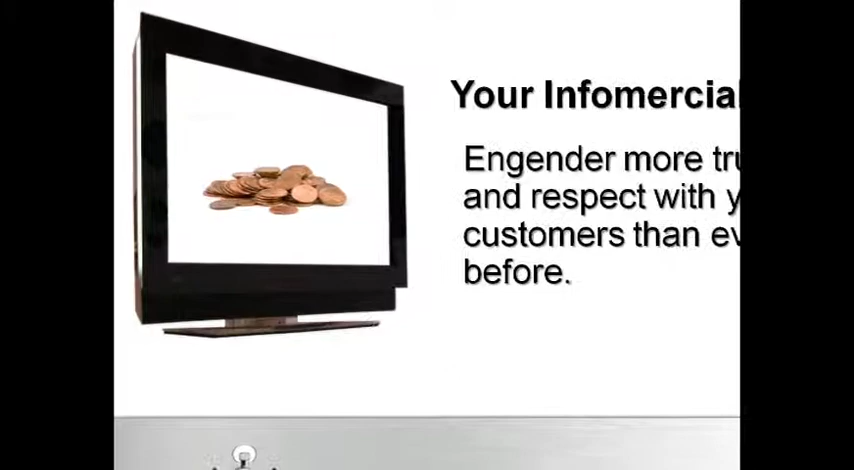 Your Infomercial
Engender more tru
and respect with y
customers than ev
before.